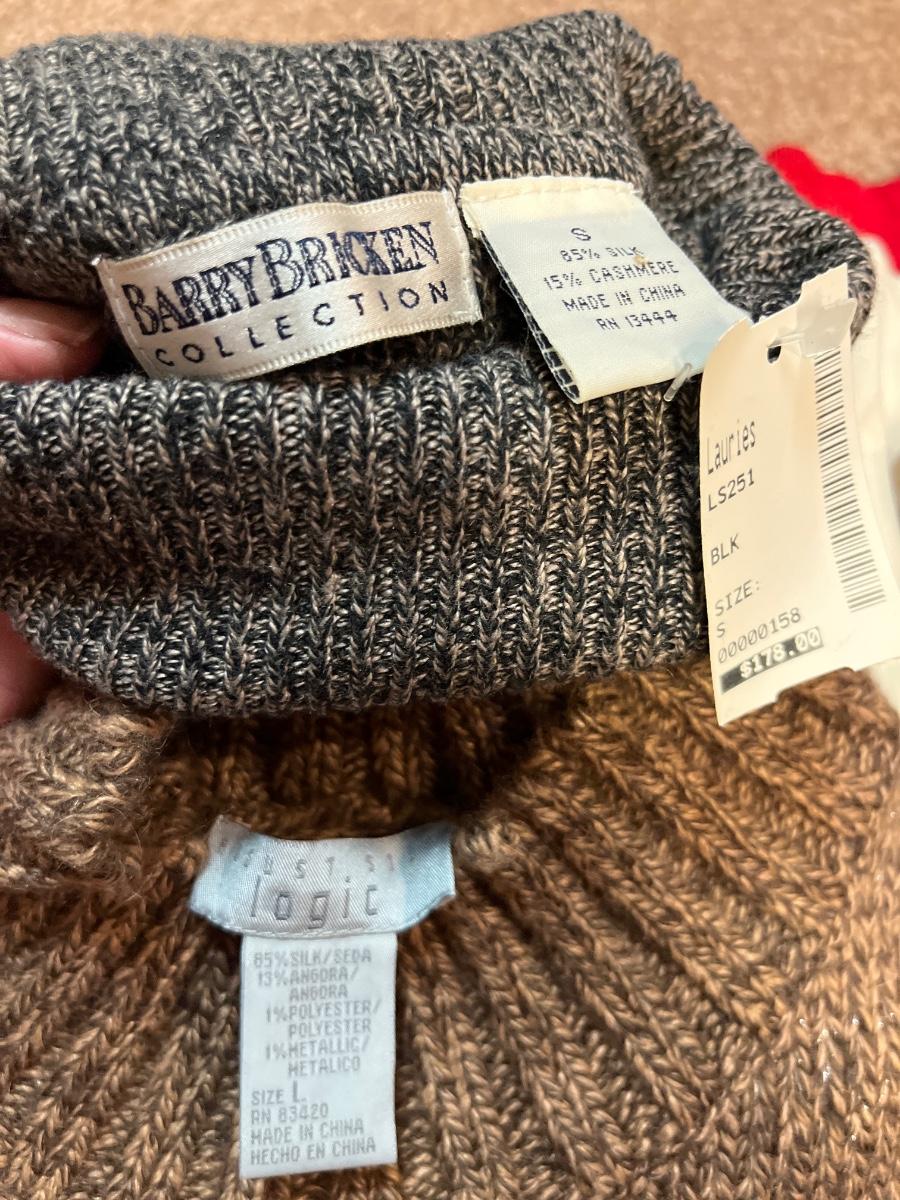 BARRY BRICKEN
COLLECTION
S
85% SILK
15% CASHMERE
MADE IN CHINA
RN 13444
Lauries
LS251
BLK
SIZE:
S
00000158
$178.00
logic
85%SILK/SEDA
13%ANGORA/
ANGORA
1%POLYESTER/
POLYESTER
1%METALLIC/
METALICO
SIZE L
RN 83420
MADE IN CHINA
HECHO EN CHINA